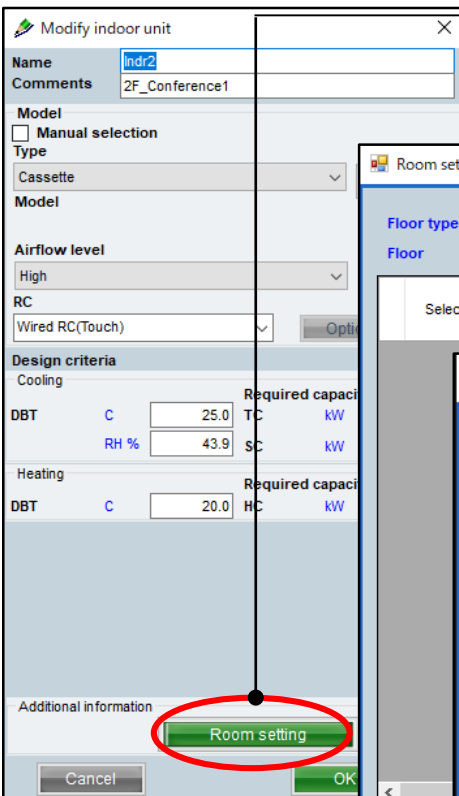 Modify indoor unit
Name Indr2
Comments 2F_Conference1
Model
Manual selection
Type
Cassette
Model
Airflow level
High
RC
Wired RC(Touch)
Design criteria
Cooling
Required capaci
DBT C 25.0 TC kW
RH % 43.9 SC kW
Heating
Required capaci
DBT C 20.0 HC kW
Additional information
Room setting
Cancel OK
Room set
Floor type
Floor
Selec
Optio